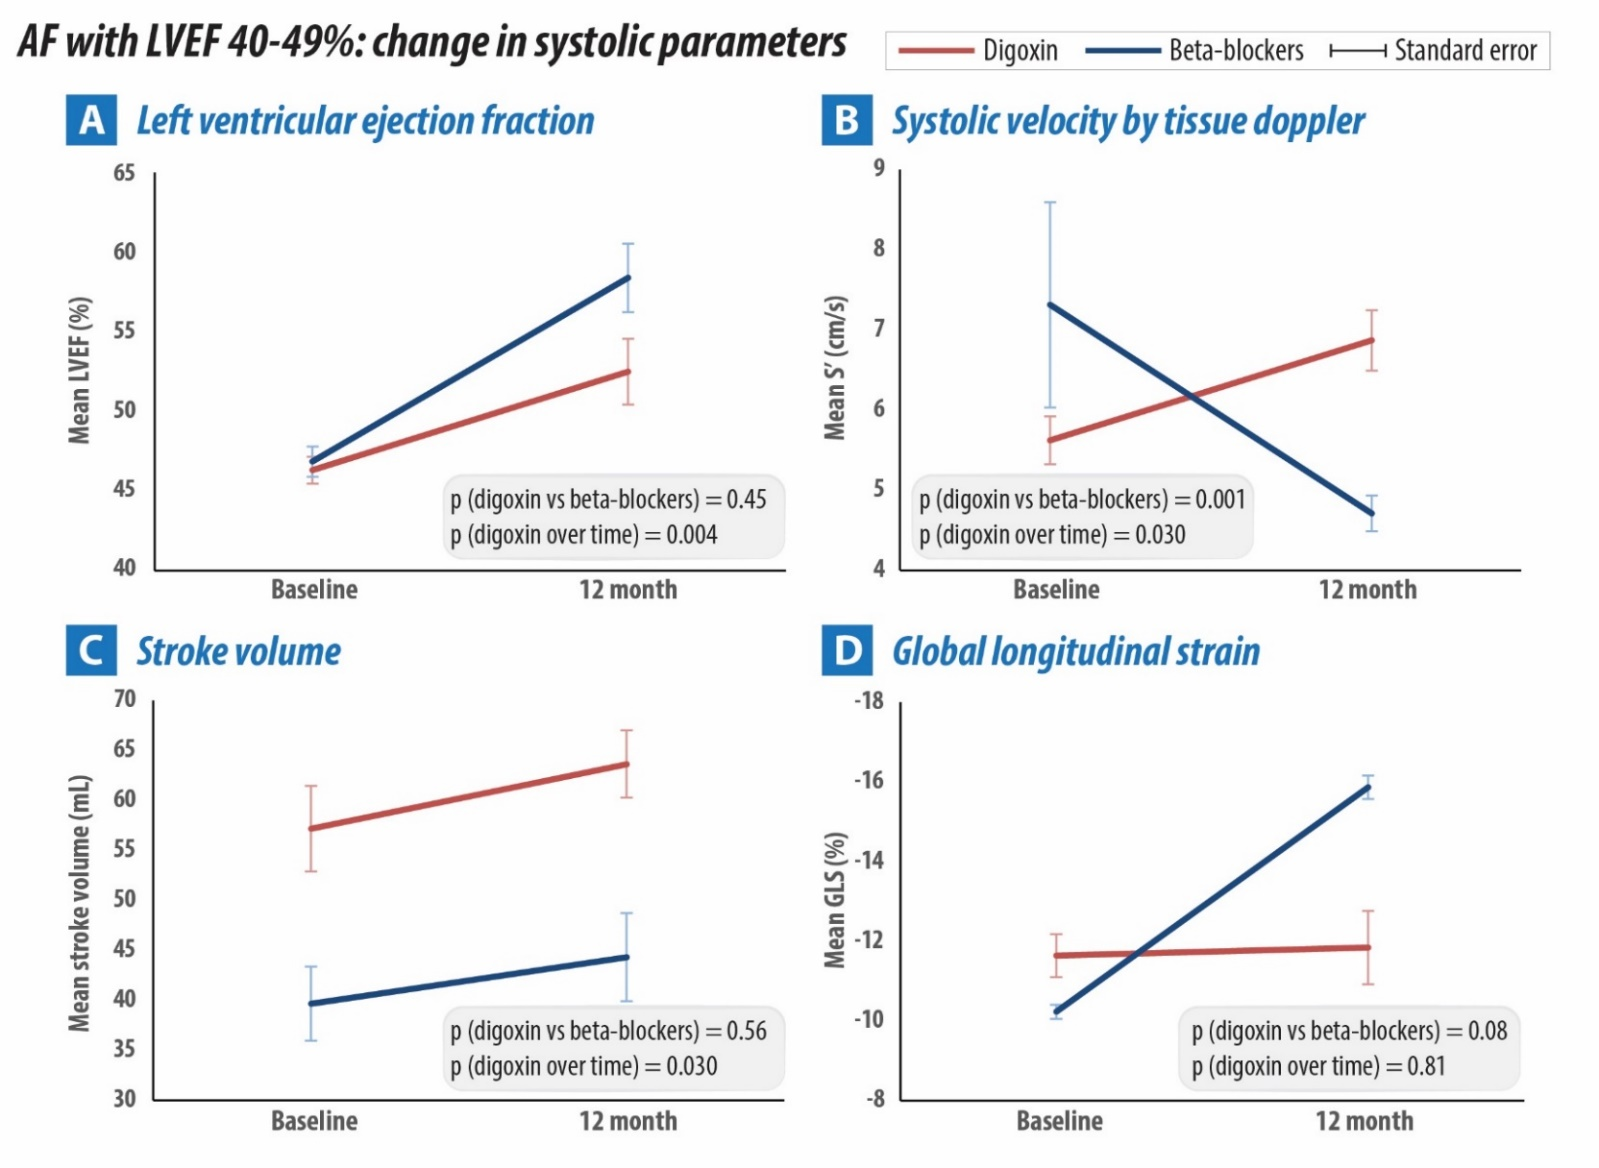 AF with LVEF 40-49%: change in systolic parameters
Digoxin Beta-blockers Standard error
A Left ventricular ejection fraction
65
60
55
50
45
40
Mean LVEF (%)
p (digoxin vs beta-blockers) = 0.45
p (digoxin over time) = 0.004
Baseline 12 month
B Systolic velocity by tissue doppler
9
8
7
6
5
4
Mean S' (cm/s)
p (digoxin vs beta-blockers) = 0.001
p (digoxin over time) = 0.030
Baseline 12 month
C Stroke volume
70
65
60
55
50
45
40
35
30
Mean stroke volume (mL)
p (digoxin vs beta-blockers) = 0.56
p (digoxin over time) = 0.030
Baseline 12 month
D Global longitudinal strain
-18
-16
-14
-12
-10
-8
Mean GLS (%)
p (digoxin vs beta-blockers) = 0.08
p (digoxin over time) = 0.81
Baseline 12 month